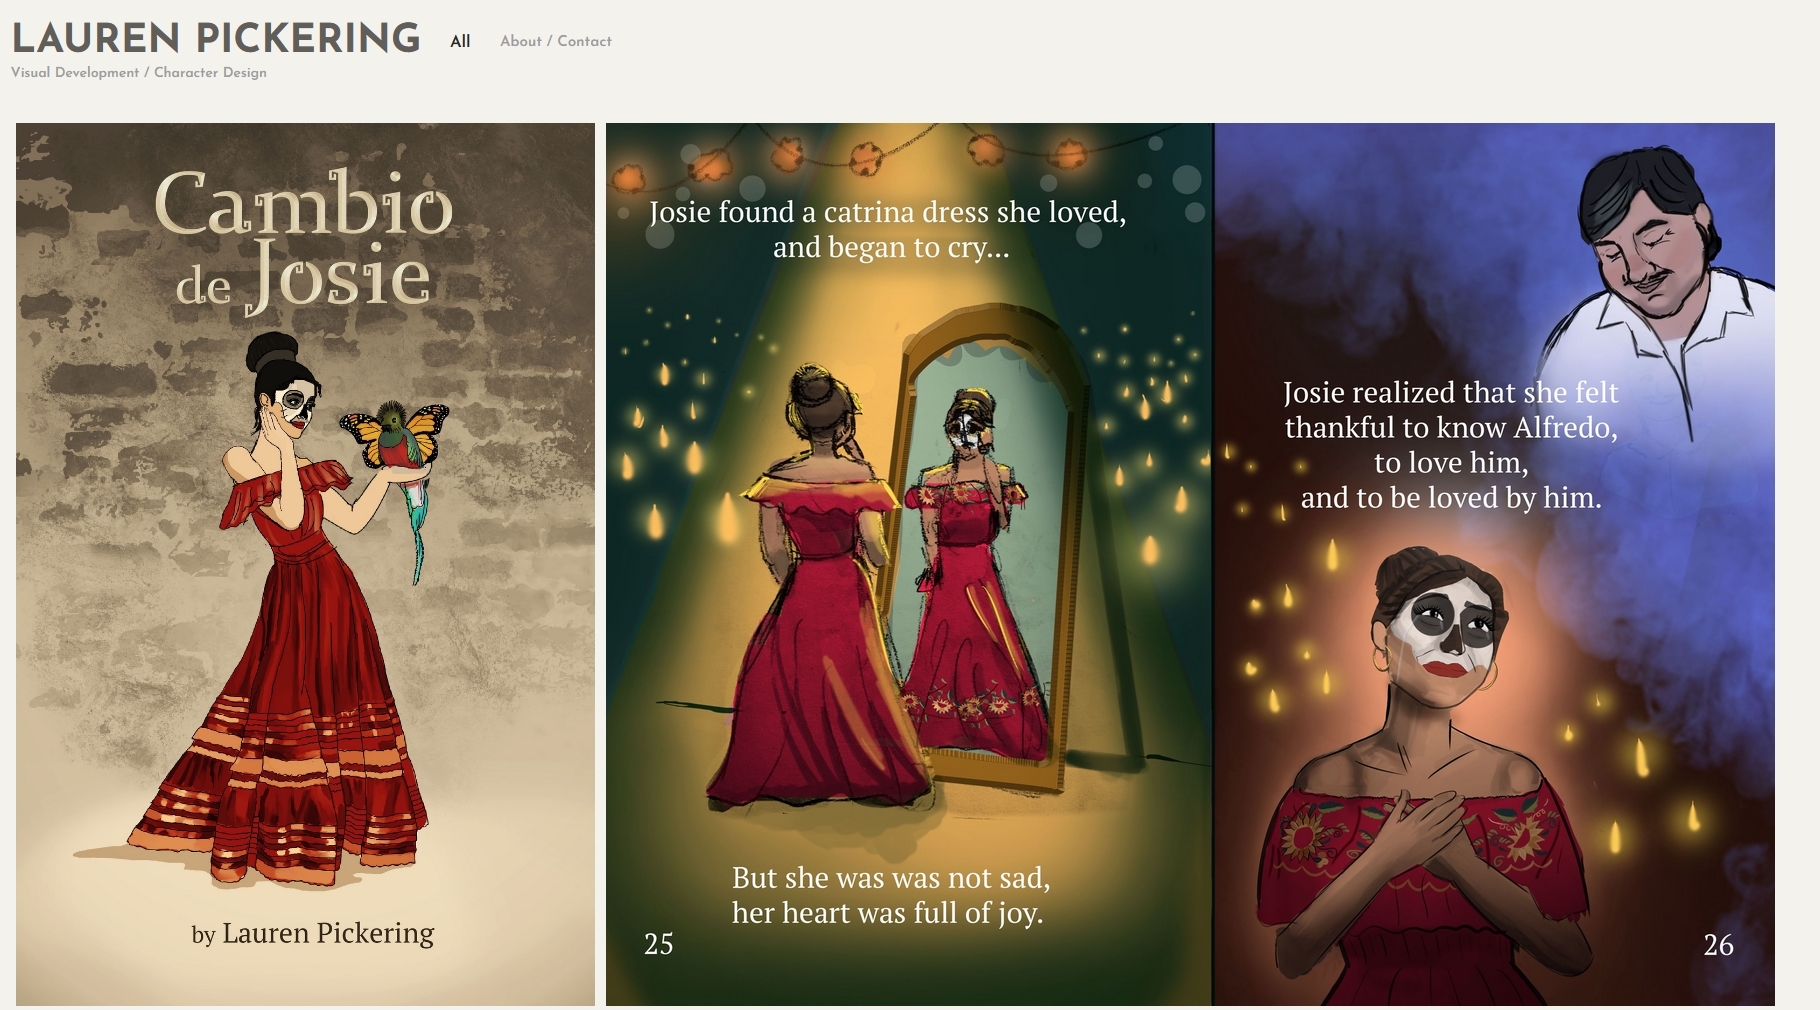 LAUREN PICKERING
All
About / Contact
Visual Development / Character Design
Cambio
de Josie
by Lauren Pickering
Josie found a catrina dress she loved,
and began to cry...
But she was was not sad,
her heart was full of joy.
25
Josie realized that she felt
thankful to know Alfredo,
to love him,
and to be loved by him.
26